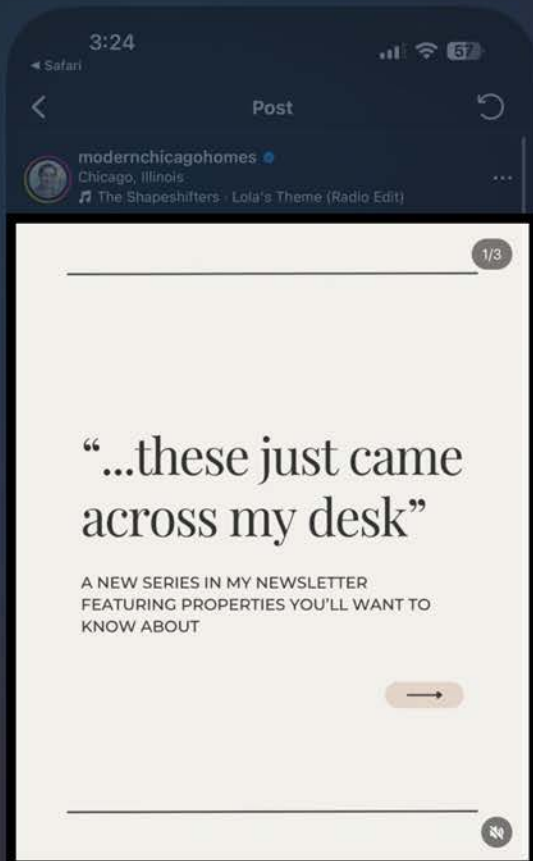 3:24
57
Safari
Post
modernchicagohomes
Chicago, Illinois
The Shapeshifters · Lola's Theme (Radio Edit)
1/3
“...these just came
across my desk”
A NEW SERIES IN MY NEWSLETTER
FEATURING PROPERTIES YOU’LL WANT TO
KNOW ABOUT